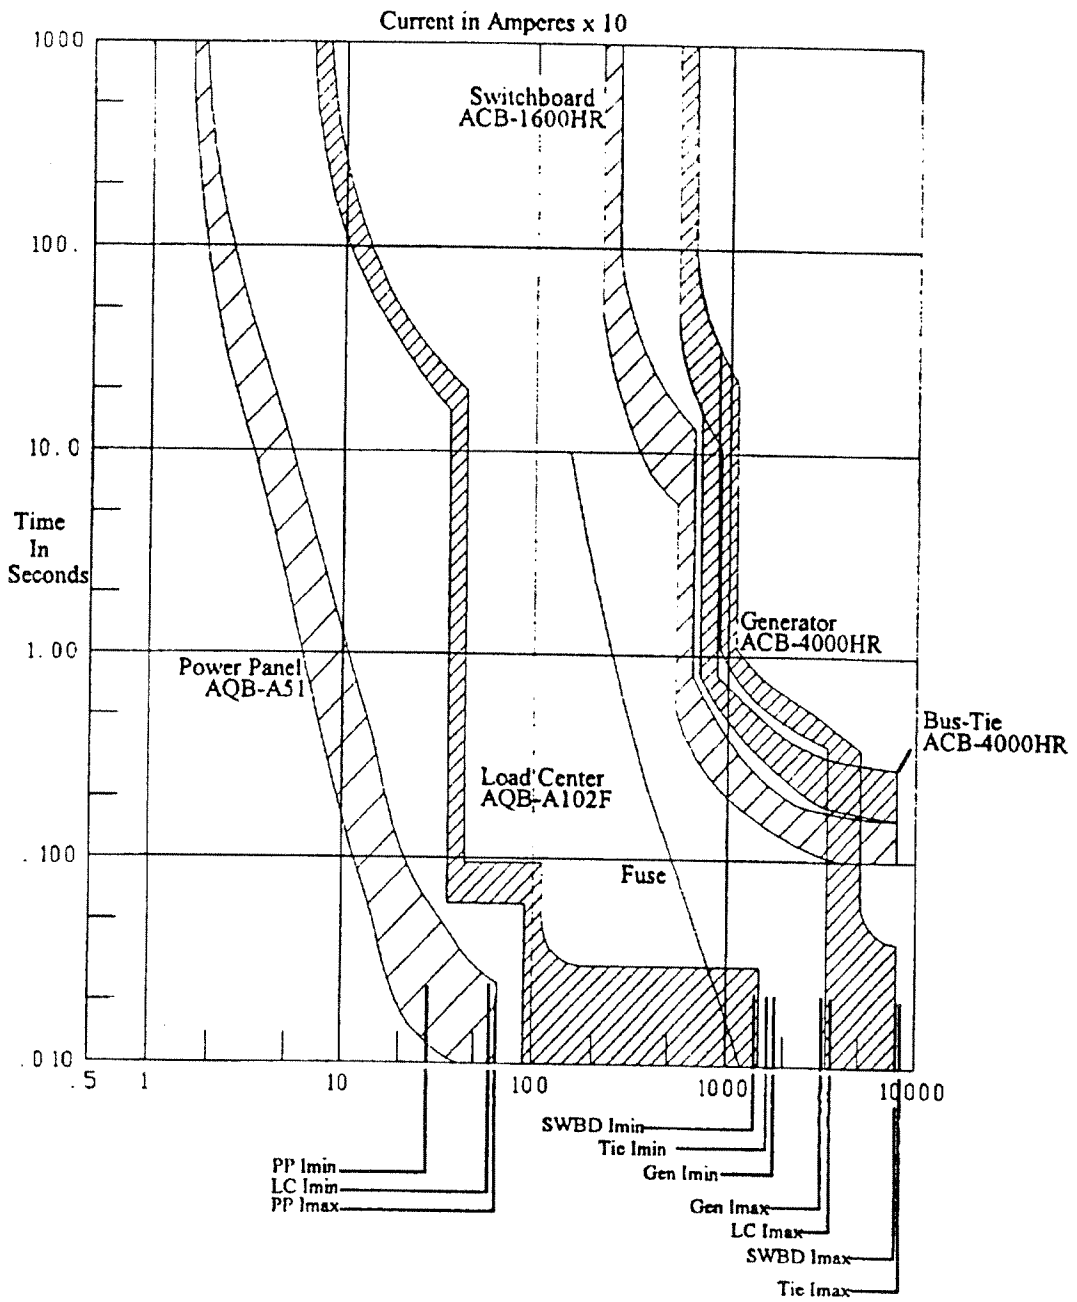 Current in Amperes x 10
1000
Switchboard
ACB-1600HR
100.
10.0
Time
In
Seconds
Generator
ACB-4000HR
1.00
Power Panel
AQB-A51
Bus-Tie
ACB-4000HR
Load Center
AQB-A102F
.100
Fuse
.010
.5 1 10 100 1000 10000
SWBD Imin
Tie Imin
PP Imin
Gen Imin
LC Imin
PP Imax
Gen Imax
LC Imax
SWBD Imax
Tie Imax